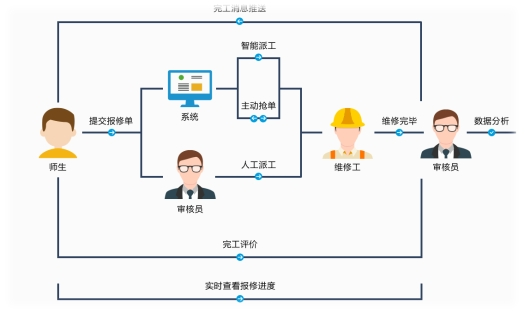 完工消息推送
智能派工
主动抢单
提交报修单
系统
维修完毕
数据分析
人工派工
师生
维修工
审核员
审核员
完工评价
实时查看报修进度